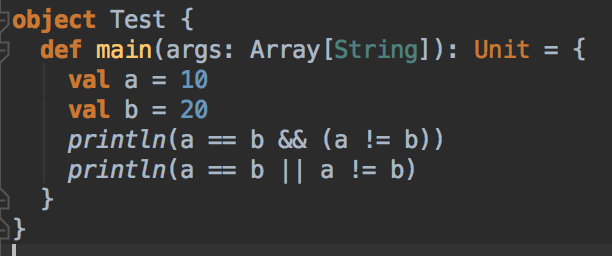 object Test {
  def main(args: Array[String]): Unit = {
    val a = 10
    val b = 20
    println(a == b && (a != b))
    println(a == b || a != b)
  }
}